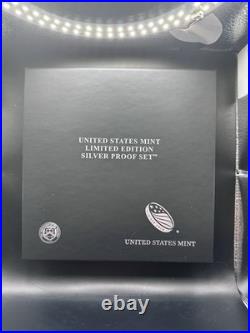 UNITED STATES MINT
LIMITED EDITION
SILVER PROOF SET™
UNITED STATES MINT